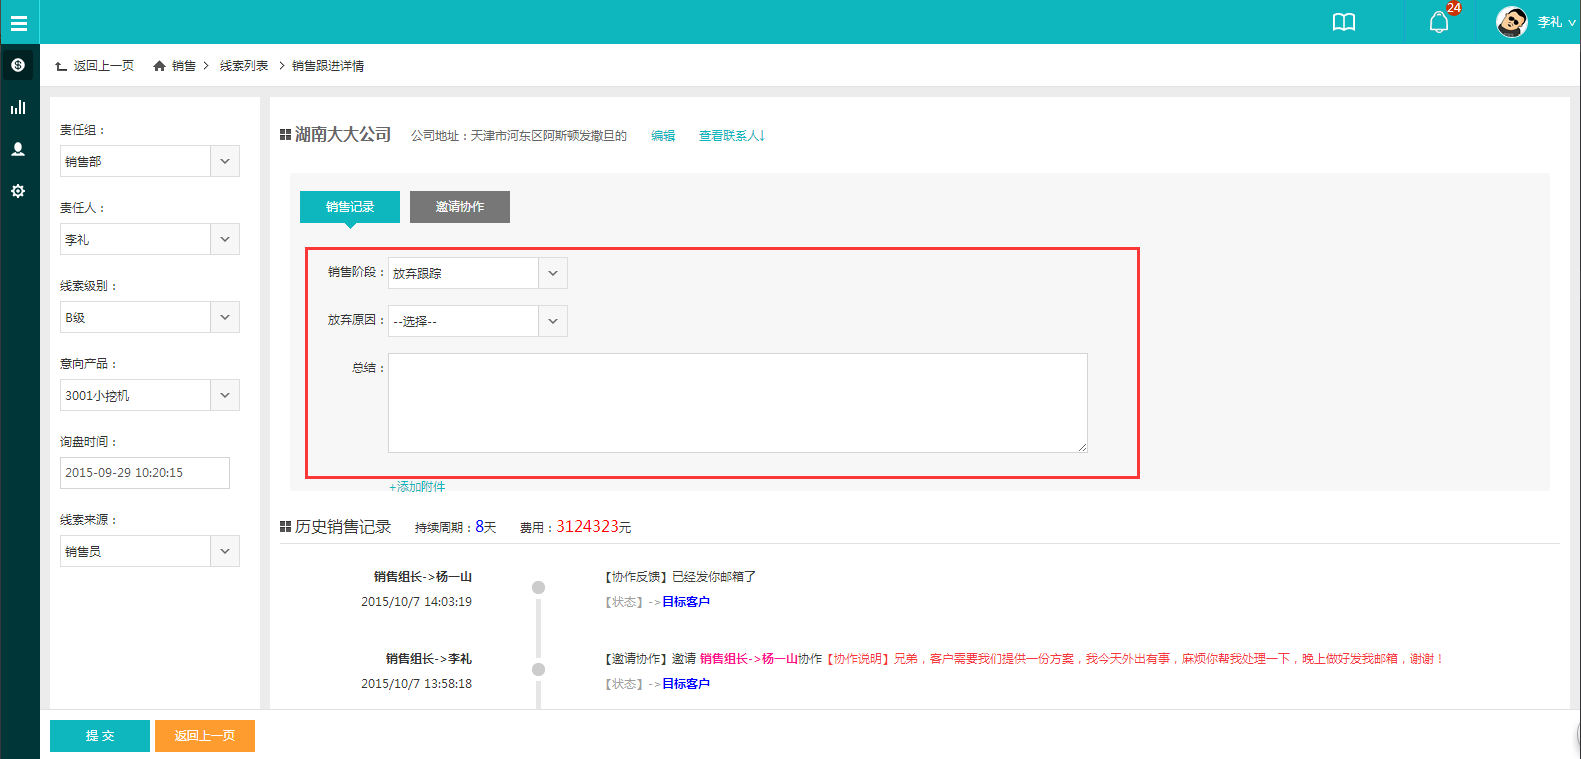 24
李礼
返回上一页 销售 线索列表 销售跟进详情
责任组：
销售部
责任人：
李礼
线索级别：
B级
意向产品：
3001小挖机
询盘时间：
2015-09-29 10:20:15
线索来源：
销售员
湖南大大公司 公司地址：天津市河东区阿斯顿发撒旦的 编辑 查看联系人↓
销售记录 邀请协作
销售阶段： 放弃跟踪
放弃原因： --选择--
总结：
+添加附件
历史销售记录 持续周期：8天 费用：3124323元
销售组长->杨一山 【协作反馈】已经发你邮箱了
2015/10/7 14:03:19 【状态】->目标客户
销售组长->李礼 【邀请协作】邀请 销售组长->杨一山协作【协作说明】兄弟，客户需要我们提供一份方案，我今天外出有事，麻烦你帮我处理一下，晚上做好发我邮箱，谢谢！
2015/10/7 13:58:18 【状态】->目标客户
提 交 返回上一页